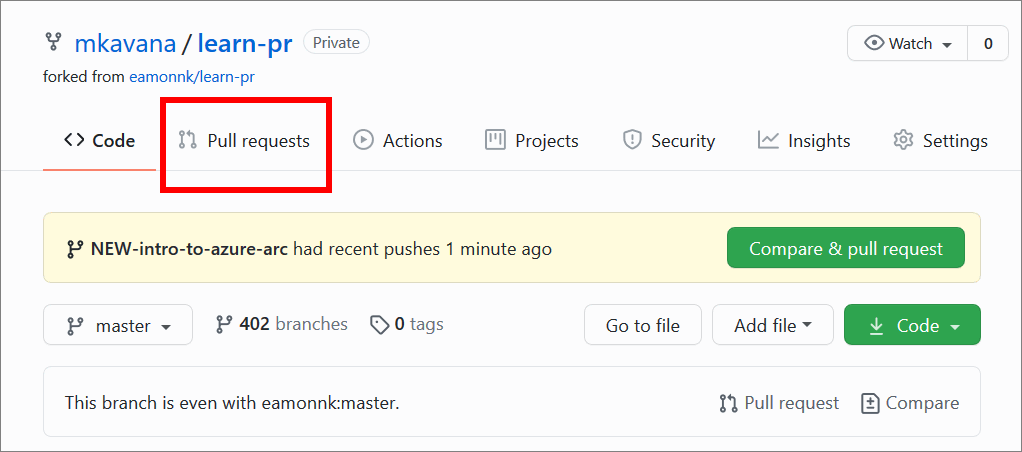 mkavana / learn-pr Private Watch 0
forked from eamonnk/learn-pr
Code Pull requests Actions Projects Security Insights Settings
NEW-intro-to-azure-arc had recent pushes 1 minute ago Compare & pull request
master 402 branches 0 tags Go to file Add file Code
This branch is even with eamonnk:master. Pull request Compare